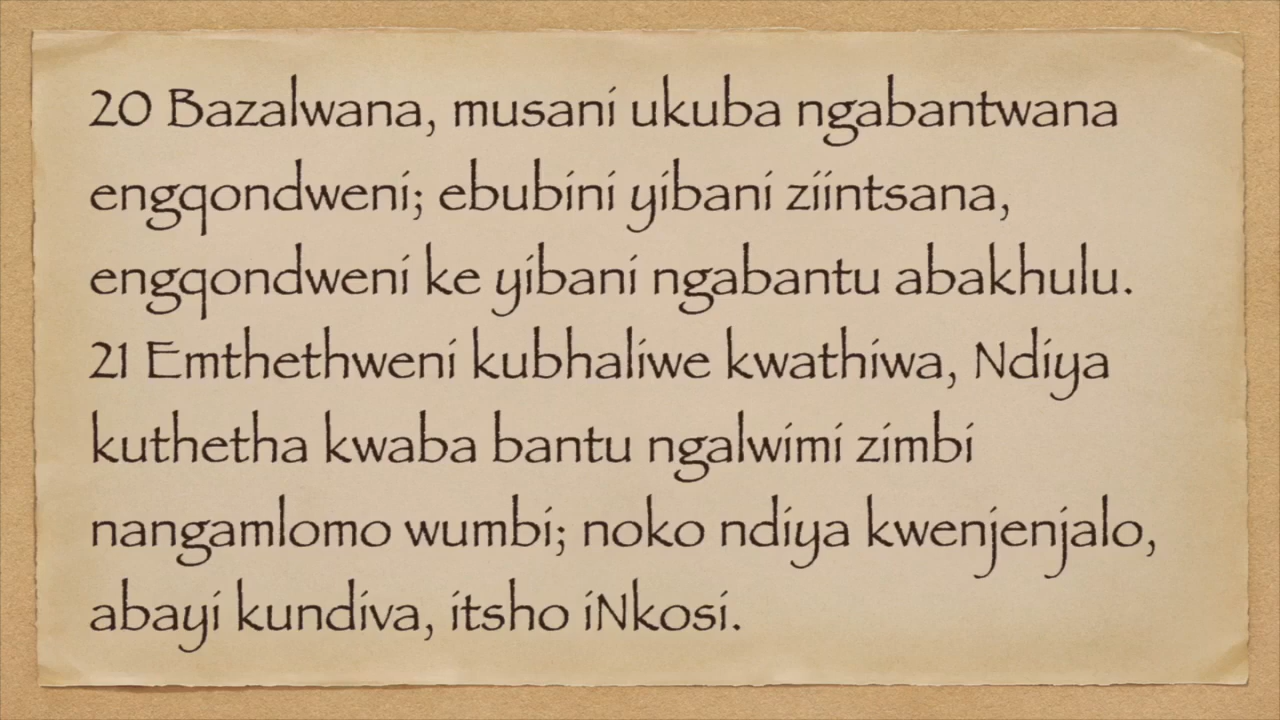 20 Bazalwana, musani ukuba ngabantwana
engqondweni; ebubini yibani ziintsana,
engqondweni ke yibani ngabantu abakhulu.
21 Emthethweni kubhaliwe kwathiwa, Ndiya
kuthetha kwaba bantu ngalwimi zimbi
nangamlomo wumbi; noko ndiya kwenjenjalo,
abayi kundiva, itsho iNkosi.